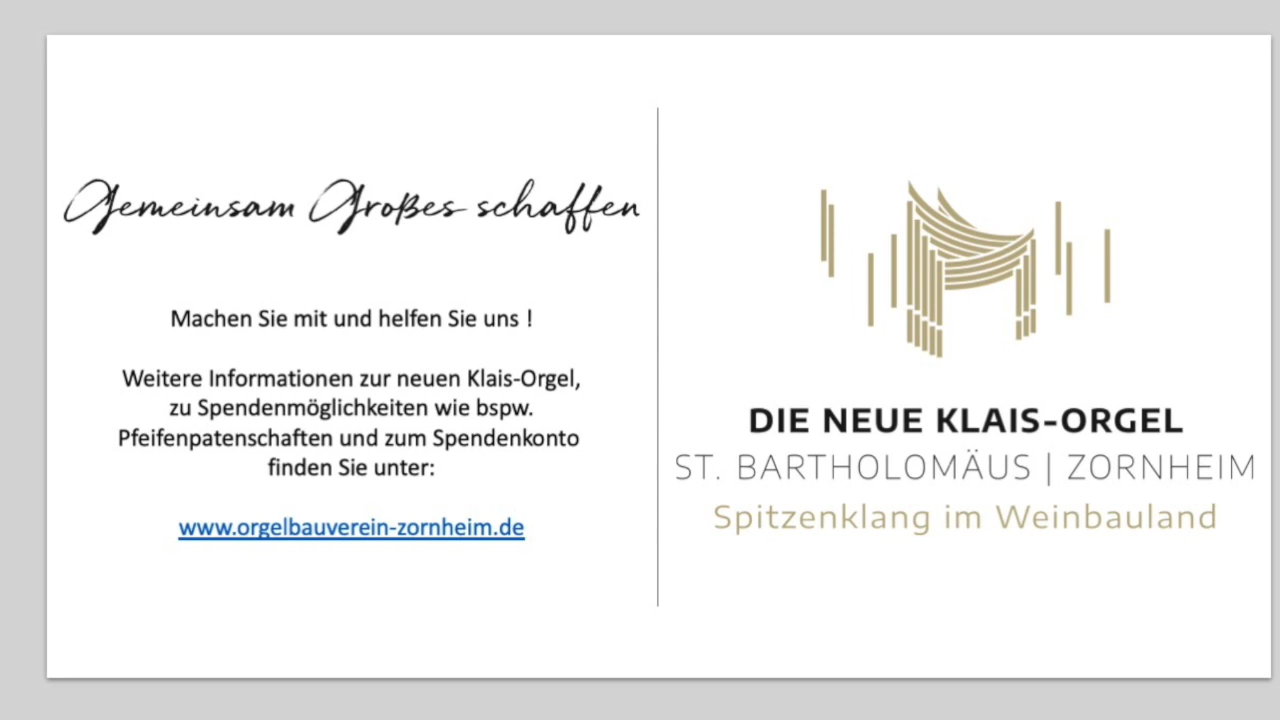 Gemeinsam Großes schaffen
Machen Sie mit und helfen Sie uns !
Weitere Informationen zur neuen Klais-Orgel,
zu Spendenmöglichkeiten wie bspw.
Pfeifenpatenschaften und zum Spendenkonto
finden Sie unter:
www.orgelbauverein-zornheim.de
DIE NEUE KLAIS-ORGEL
ST. BARTHOLOMÄUS | ZORNHEIM
Spitzenklang im Weinbauland